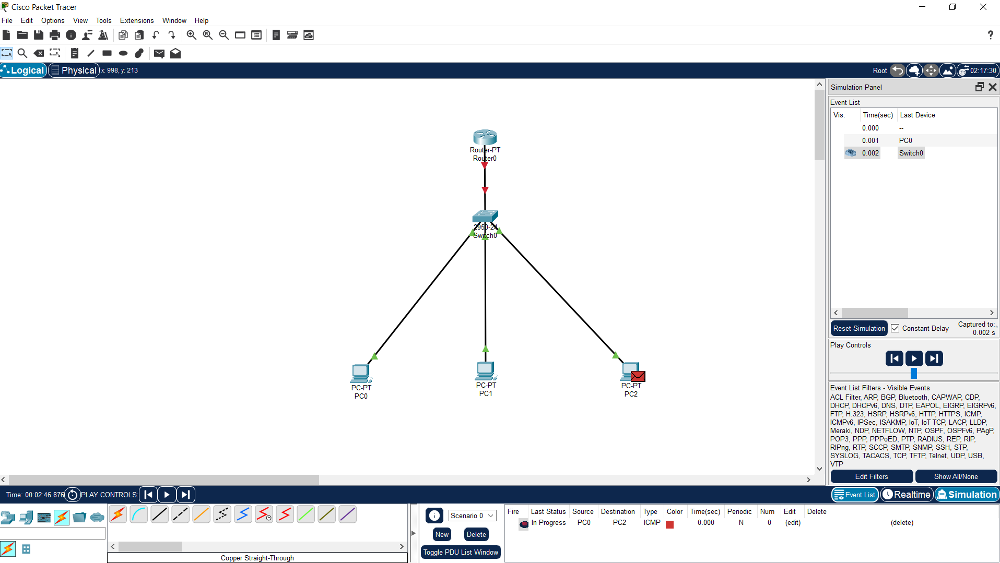 Cisco Packet Tracer
File Edit Options View Tools Extensions Window Help
?
Logical Physical x: 998, y: 213
Root 02:17:30
Simulation Panel
Event List
Vis. Time(sec) Last Device
0.000 --
0.001 PC0
0.002 Switch0
Router-PT
Router0
2950-24
Switch0
PC-PT
PC0
PC-PT
PC1
PC-PT
PC2
Reset Simulation Constant Delay Captured to:
0.002 s
Play Controls
Event List Filters - Visible Events
ACL Filter, ARP, BGP, Bluetooth, CAPWAP, CDP,
DHCP, DHCPv6, DNS, DTP, EAPOL, EIGRP, EIGRPv6,
FTP, H.323, HSRP, HSRPv6, HTTP, HTTPS, ICMP,
ICMPv6, IPSec, ISAKMP, IoT, IoT TCP, LACP, LLDP,
Meraki, NDP, NETFLOW, NTP, OSPF, OSPFv6, PAgP,
POP3, PPP, PPPoED, PTP, RADIUS, REP, RIP,
RIPng, RTP, SCCP, SMTP, SNMP, SSH, STP,
SYSLOG, TACACS, TCP, TFTP, Telnet, UDP, USB,
VTP
Edit Filters Show All/None
Time: 00:02:46.876 PLAY CONTROLS:
Event List Realtime Simulation
Scenario 0
New Delete
Toggle PDU List Window
Copper Straight-Through
Fire Last Status Source Destination Type Color Time(sec) Periodic Num Edit Delete
In Progress PC0 PC2 ICMP 0.000 N 0 (edit) (delete)